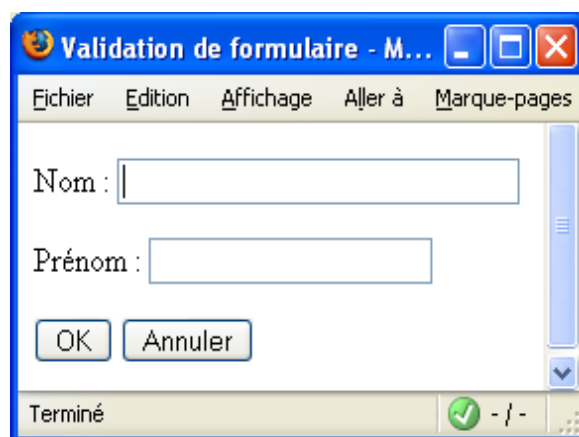 Validation de formulaire - M...
Fichier Edition Affichage Aller à Marque-pages
Nom :
Prénom :
OK Annuler
Terminé - / -